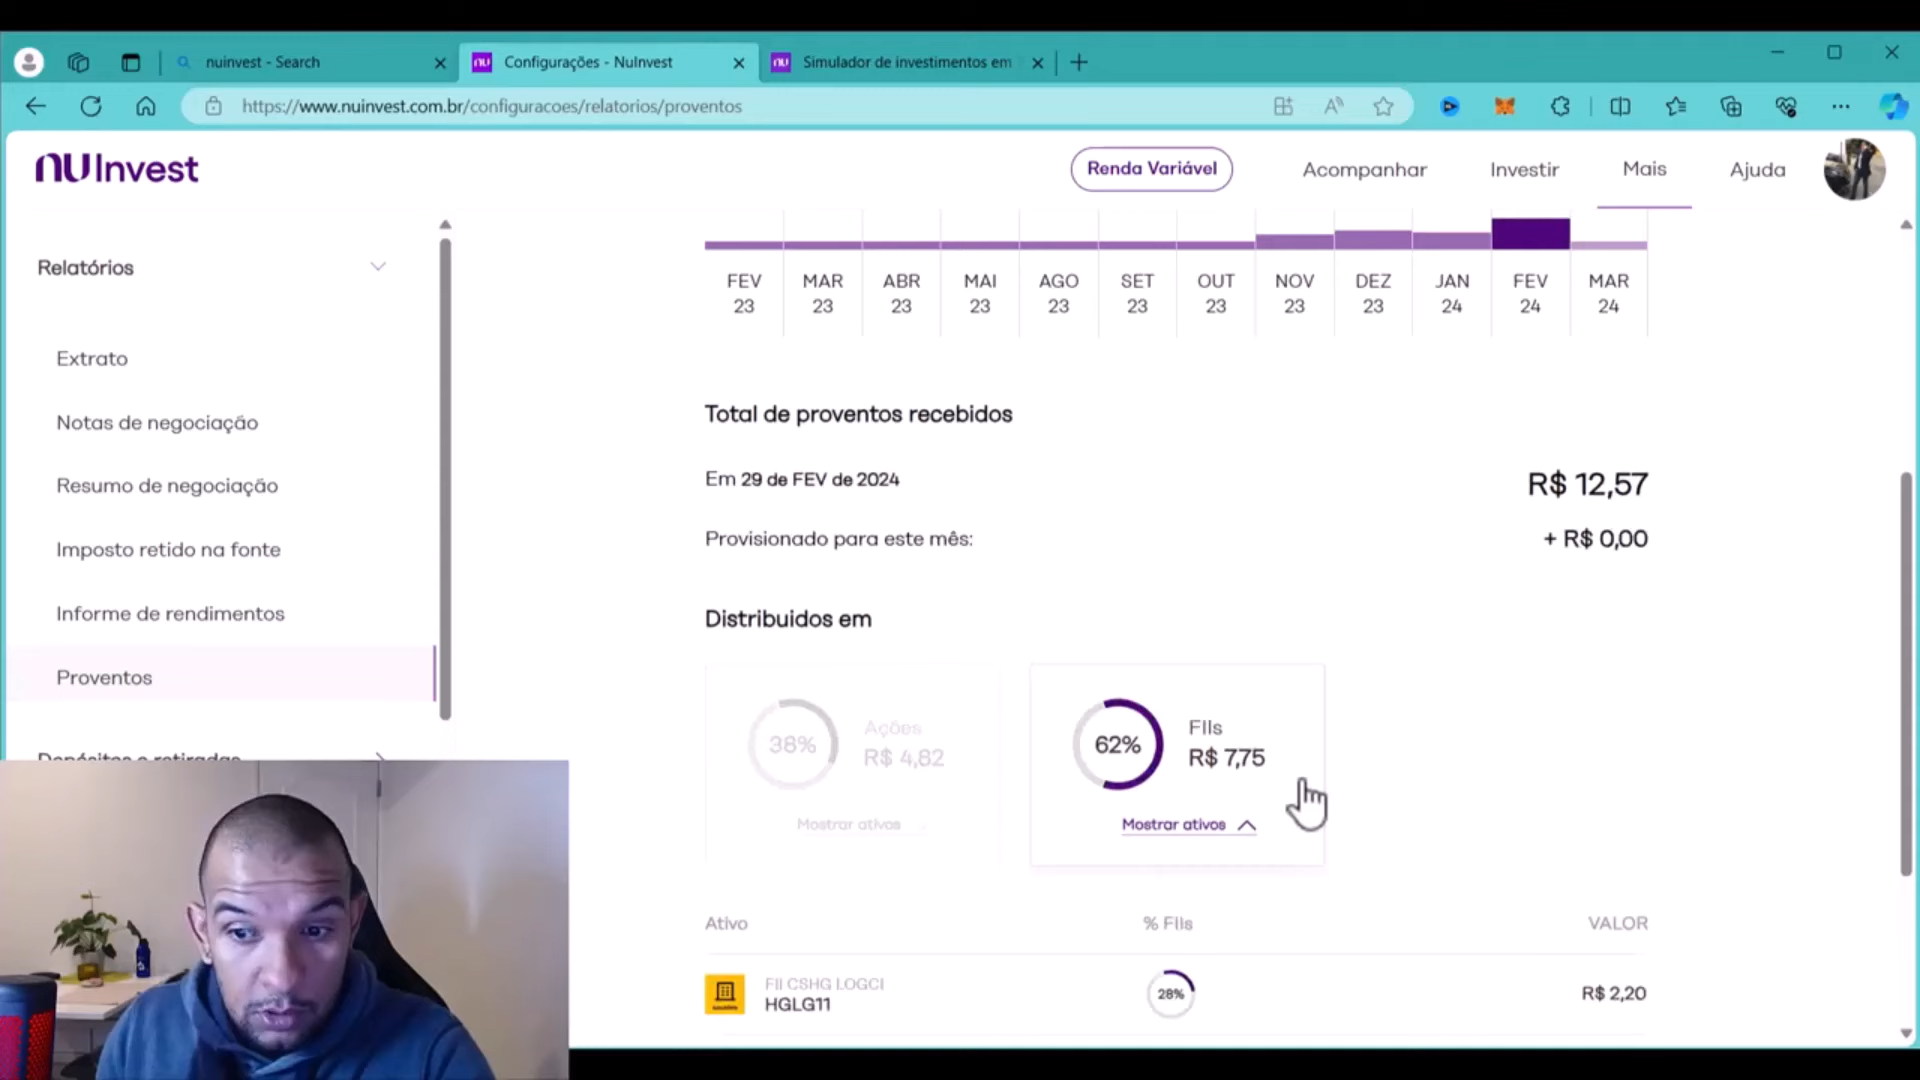 nuinvest - Search
Configurações - NuInvest
Simulador de investimentos em
https://www.nuinvest.com.br/configuracoes/relatorios/proventos
nu Invest
Renda Variável
Acompanhar
Investir
Mais
Ajuda
Relatórios
Extrato
Notas de negociação
Resumo de negociação
Imposto retido na fonte
Informe de rendimentos
Proventos
Depósitos e retiradas
FEV 23
MAR 23
ABR 23
MAI 23
AGO 23
SET 23
OUT 23
NOV 23
DEZ 23
JAN 24
FEV 24
MAR 24
Total de proventos recebidos
Em 29 de FEV de 2024
R$ 12,57
Provisionado para este mês:
+ R$ 0,00
Distribuidos em
38%
Ações
R$ 4,82
Mostrar ativos
62%
FIIs
R$ 7,75
Mostrar ativos
Ativo
% FIIs
VALOR
FII CSHG LOGCI
HGLG11
28%
R$ 2,20